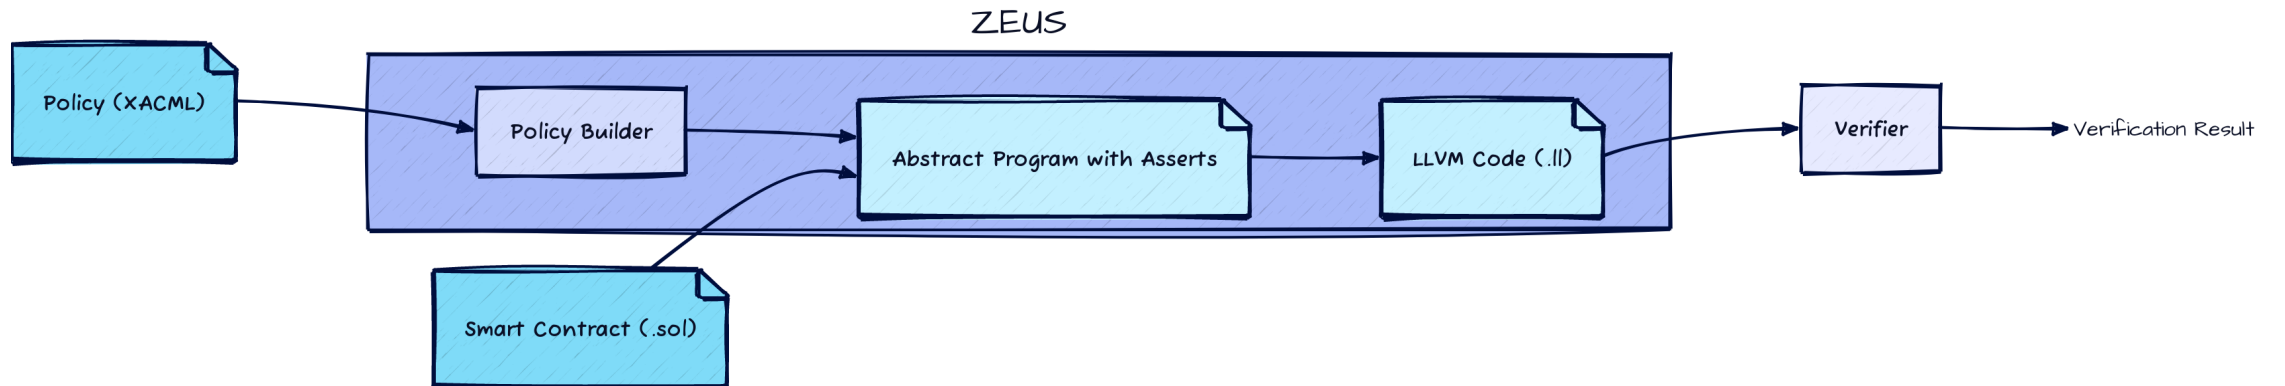 ZEUS
Policy (XACML)
Policy Builder
Abstract Program with Asserts
LLVM Code (.ll)
Verifier
Verification Result
Smart Contract (.sol)